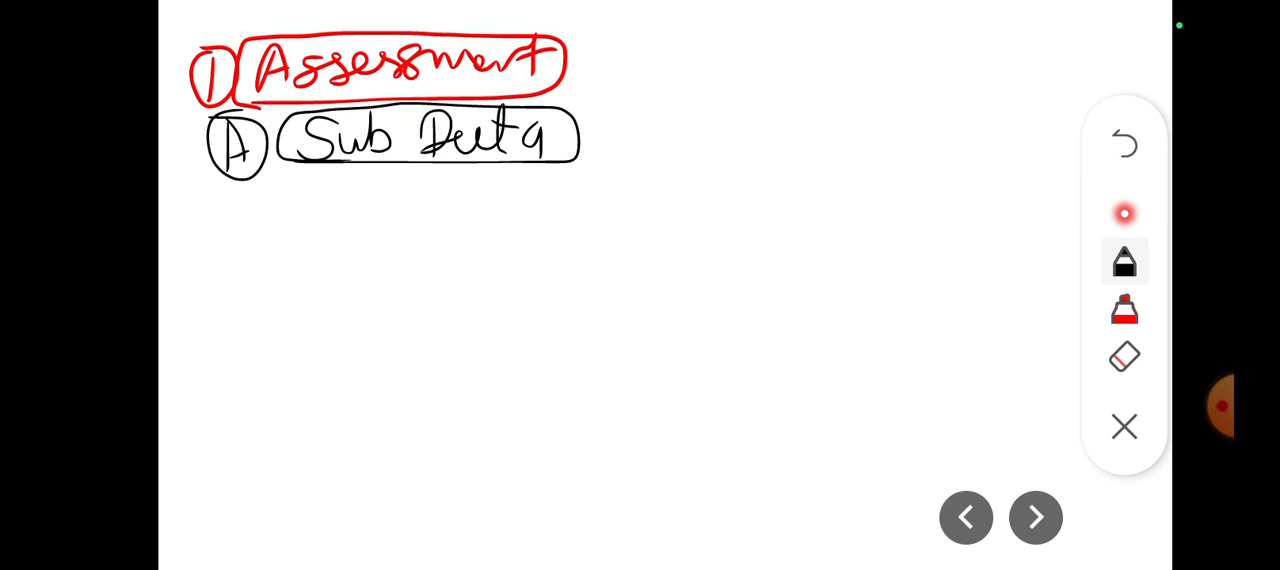 ① Assessment
Ⓐ Sub Data